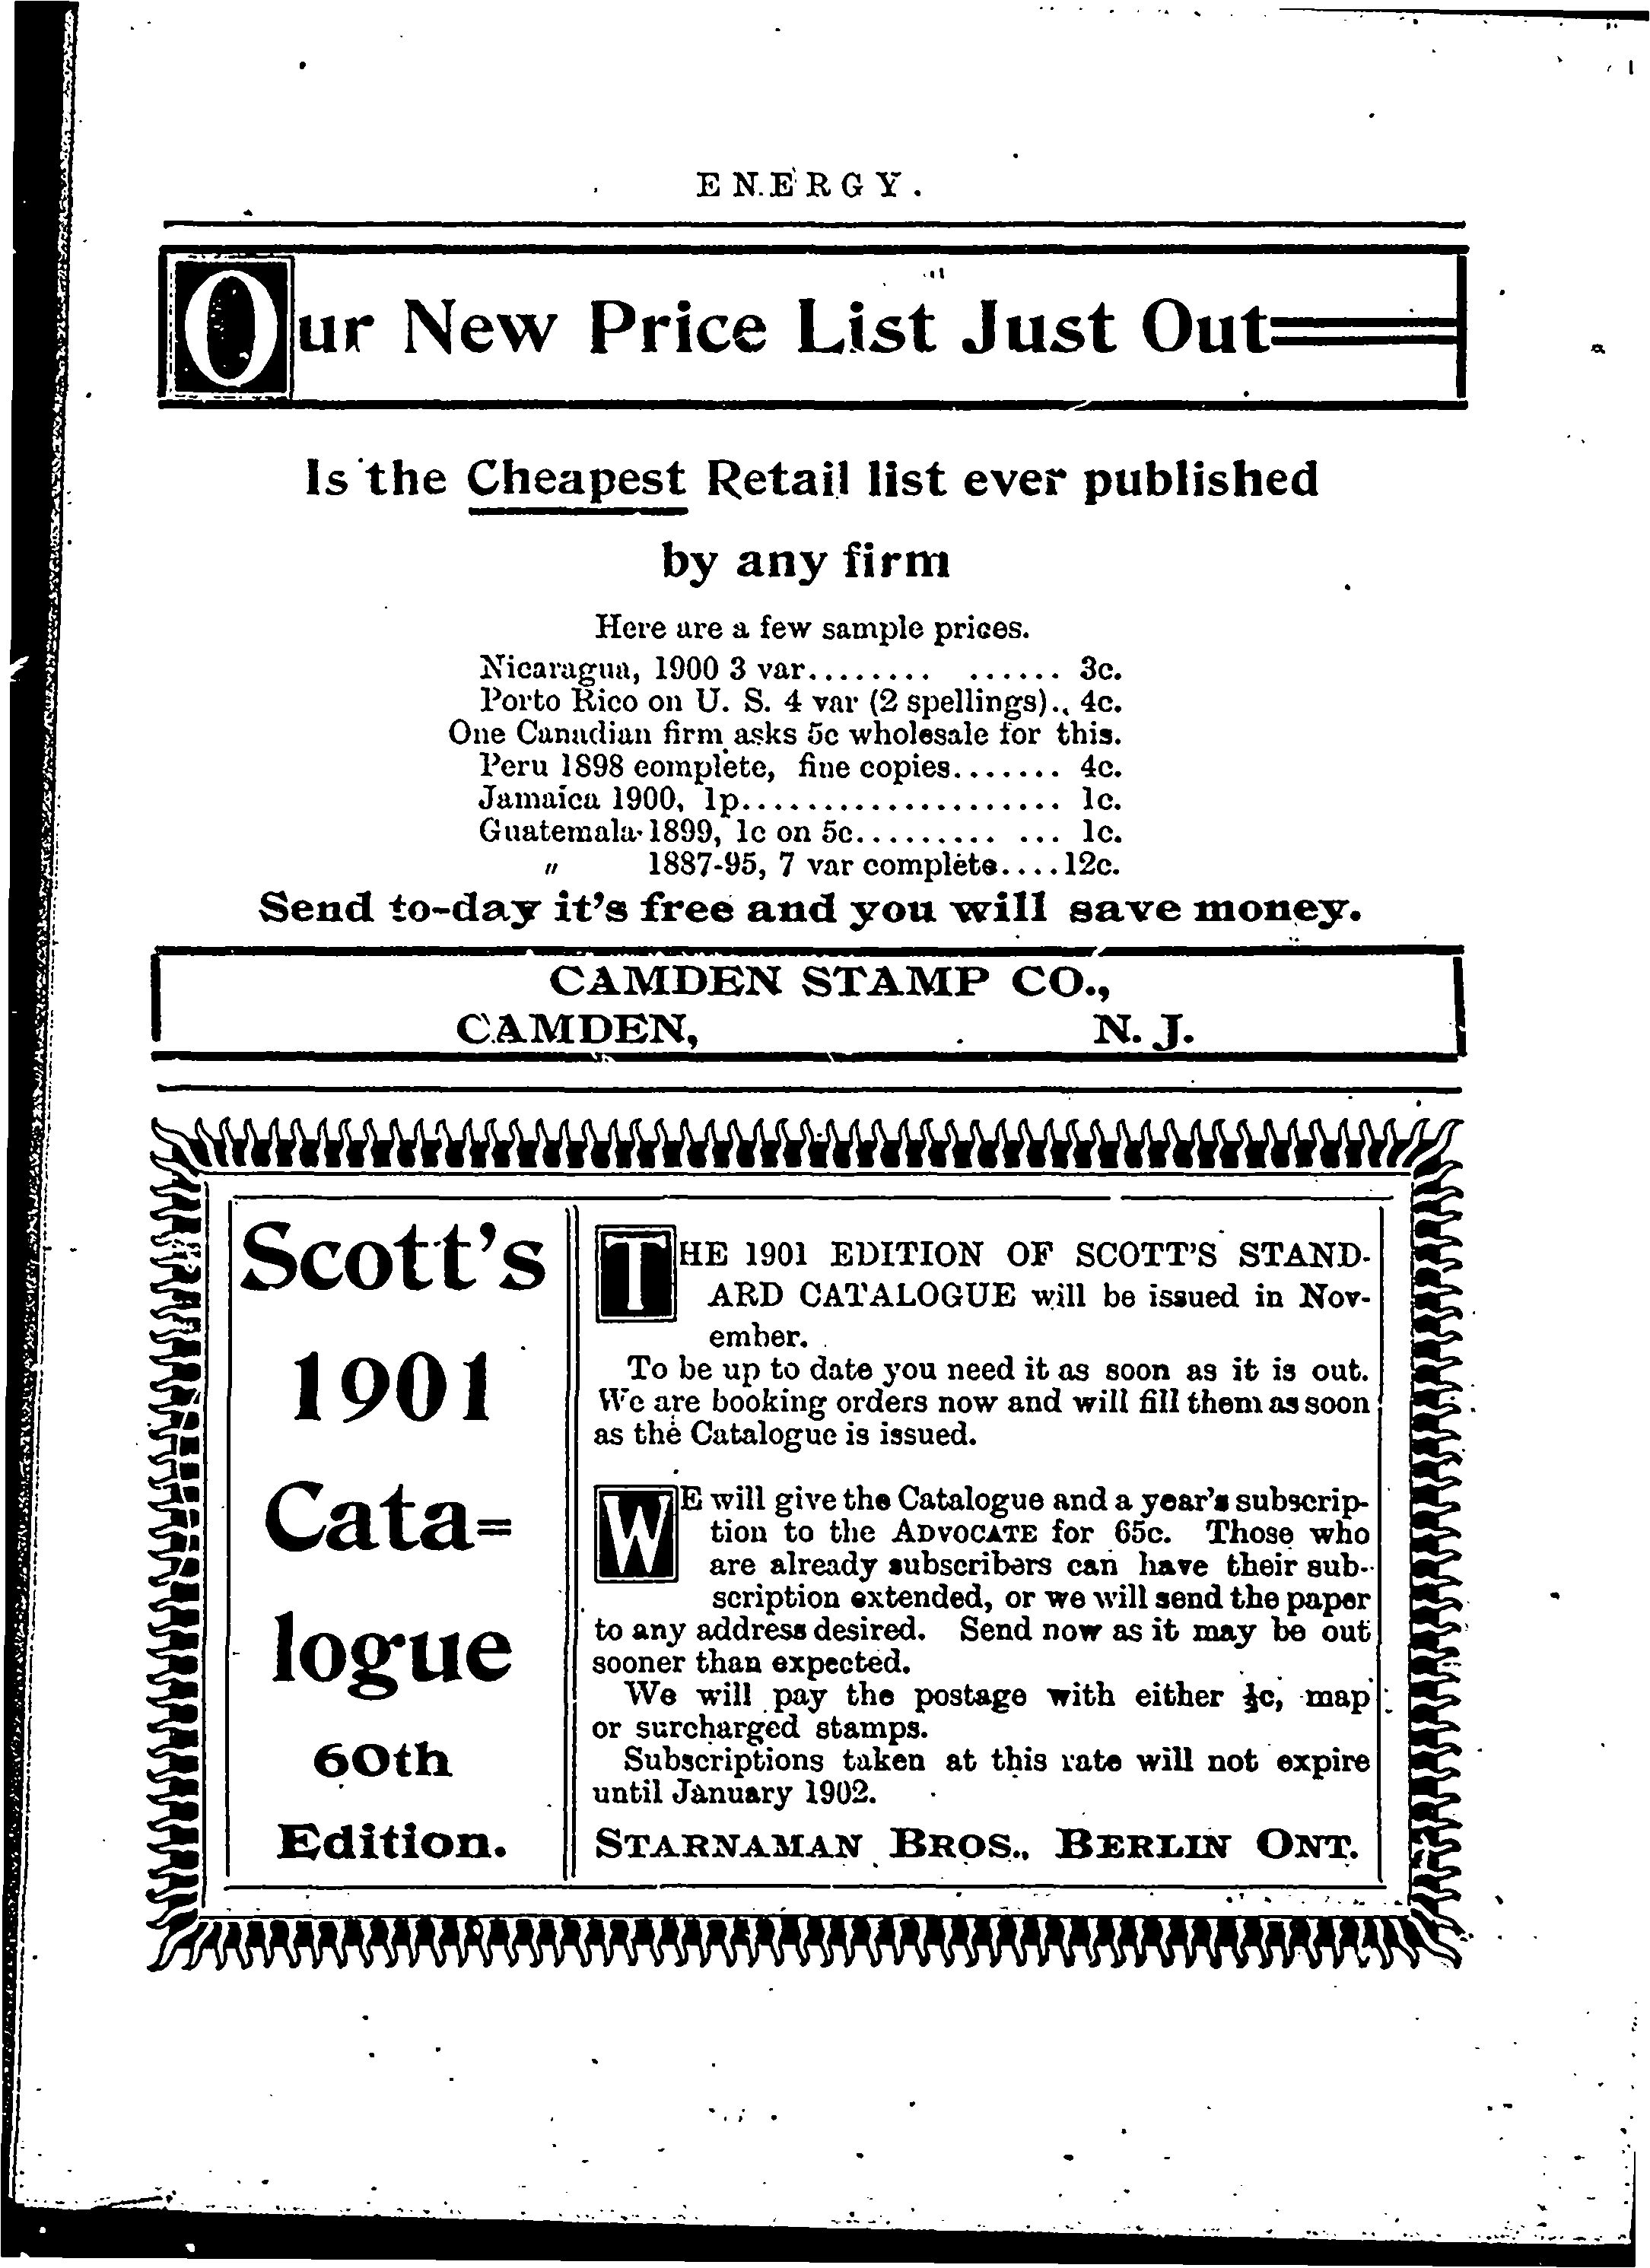 ENERGY.
Our New Price List Just Out
Is the Cheapest Retail list ever published
by any firm
Here are a few sample prices.
Nicaragua, 1900 3 var........ ...... 3c.
Porto Rico on U. S. 4 var (2 spellings).. 4c.
One Canadian firm asks 5c wholesale for this.
Peru 1898 complete, fine copies....... 4c.
Jamaica 1900, 1p.................... 1c.
Guatemala 1899, 1c on 5c......... ... 1c.
" 1887-95, 7 var complete....12c.
Send to-day it's free and you will save money.
CAMDEN STAMP CO.,
CAMDEN, N. J.
Scott's
1901
Cata=
logue
60th
Edition.
THE 1901 EDITION OF SCOTT'S STAND-
ARD CATALOGUE will be issued in Nov-
ember.
To be up to date you need it as soon as it is out.
We are booking orders now and will fill them as soon
as the Catalogue is issued.
WE will give the Catalogue and a year's subscrip-
tion to the ADVOCATE for 65c. Those who
are already subscribers can have their sub-
scription extended, or we will send the paper
to any address desired. Send now as it may be out
sooner than expected.
We will pay the postage with either ½c, map
or surcharged stamps.
Subscriptions taken at this rate will not expire
until January 1902.
STARNAMAN BROS., BERLIN ONT.